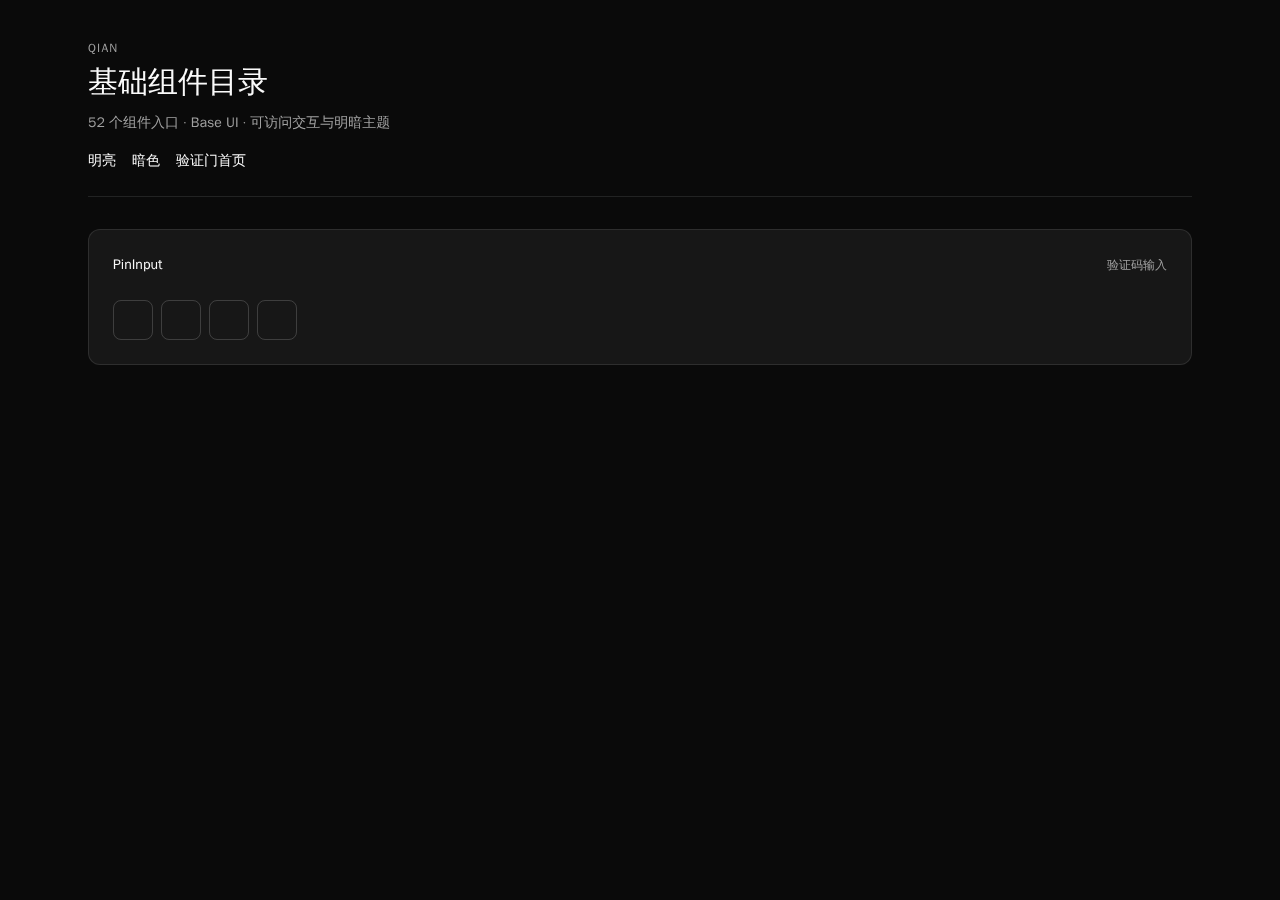 QIAN
基础组件目录
52 个组件入口 · Base UI · 可访问交互与明暗主题
明亮 暗色 验证门首页
PinInput 验证码输入